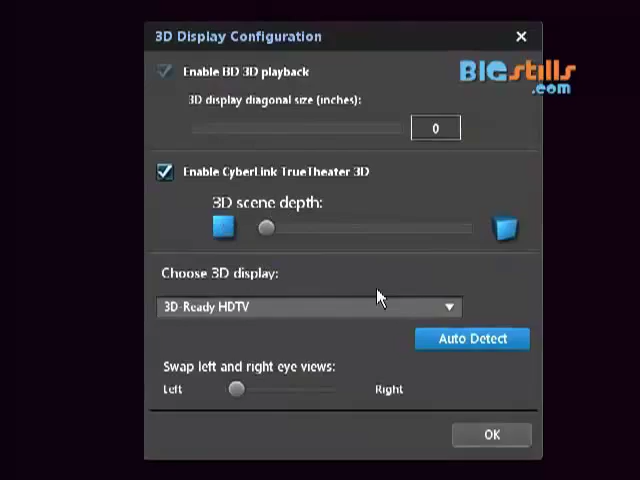 3D Display Configuration
BIGstills
.com
Enable BD 3D playback
3D display diagonal size (inches):
0
Enable CyberLink TrueTheater 3D
3D scene depth:
Choose 3D display:
3D-Ready HDTV
Auto Detect
Swap left and right eye views:
Left Right
OK